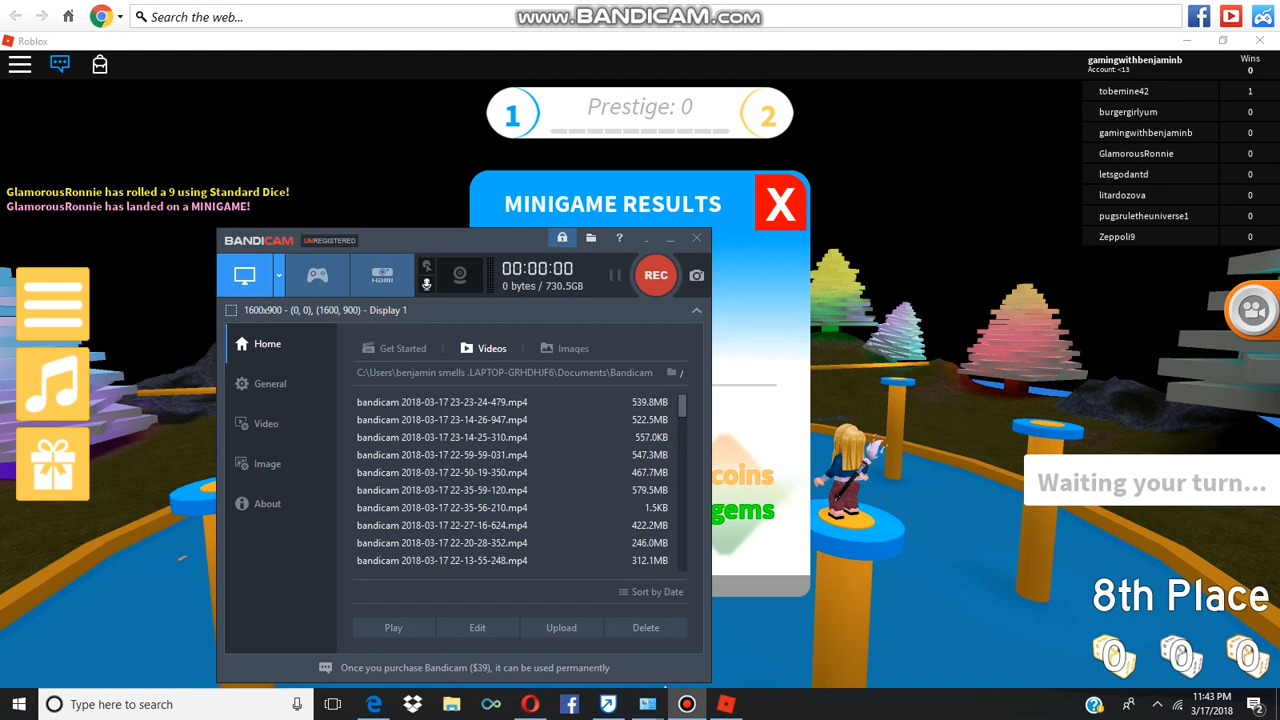 Search the web...
www.BANDICAM.com
Roblox
gamingwithbenjaminb
Account: <13
Wins
0
tobemine42 1
burgergirlyum 0
gamingwithbenjaminb 0
GlamorousRonnie 0
letsgodantd 0
litardozova 0
pugsruletheuniverse1 0
Zeppoli9 0
1
Prestige: 0
2
GlamorousRonnie has rolled a 9 using Standard Dice!
GlamorousRonnie has landed on a MINIGAME!
MINIGAME RESULTS
X
BANDICAM UNREGISTERED
?
HDMI
00:00:00
0 bytes / 730.5GB
REC
1600x900 - (0, 0), (1600, 900) - Display 1
Home
General
Video
Image
About
Get Started
Videos
Images
C:\Users\benjamin smells .LAPTOP-GRHDHJF6\Documents\Bandicam
/
bandicam 2018-03-17 23-23-24-479.mp4 539.8MB
bandicam 2018-03-17 23-14-26-947.mp4 522.5MB
bandicam 2018-03-17 23-14-25-310.mp4 557.0KB
bandicam 2018-03-17 22-59-59-031.mp4 547.3MB
bandicam 2018-03-17 22-50-19-350.mp4 467.7MB
bandicam 2018-03-17 22-35-59-120.mp4 579.5MB
bandicam 2018-03-17 22-35-56-210.mp4 1.5KB
bandicam 2018-03-17 22-27-16-624.mp4 422.2MB
bandicam 2018-03-17 22-20-28-352.mp4 246.0MB
bandicam 2018-03-17 22-13-55-248.mp4 312.1MB
Sort by Date
Play
Edit
Upload
Delete
Once you purchase Bandicam ($39), it can be used permanently
coins
gems
Waiting your turn...
8th Place
0
0
0
Type here to search
11:43 PM
3/17/2018
2